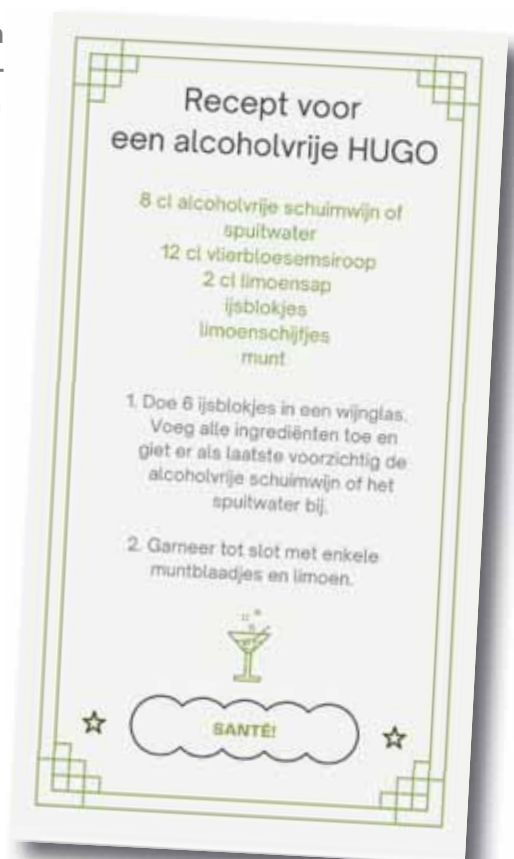 Recept voor
een alcoholvrije HUGO
8 cl alcoholvrije schuimwijn of
spuitwater
12 cl vlierbloesemsiroop
2 cl limoensap
ijsblokjes
limoenschijfjes
munt
1. Doe 6 ijsblokjes in een wijnglas.
Voeg alle ingrediënten toe en
giet er als laatste voorzichtig de
alcoholvrije schuimwijn of het
spuitwater bij.
2. Garneer tot slot met enkele
muntblaadjes en limoen.
SANTÉ!